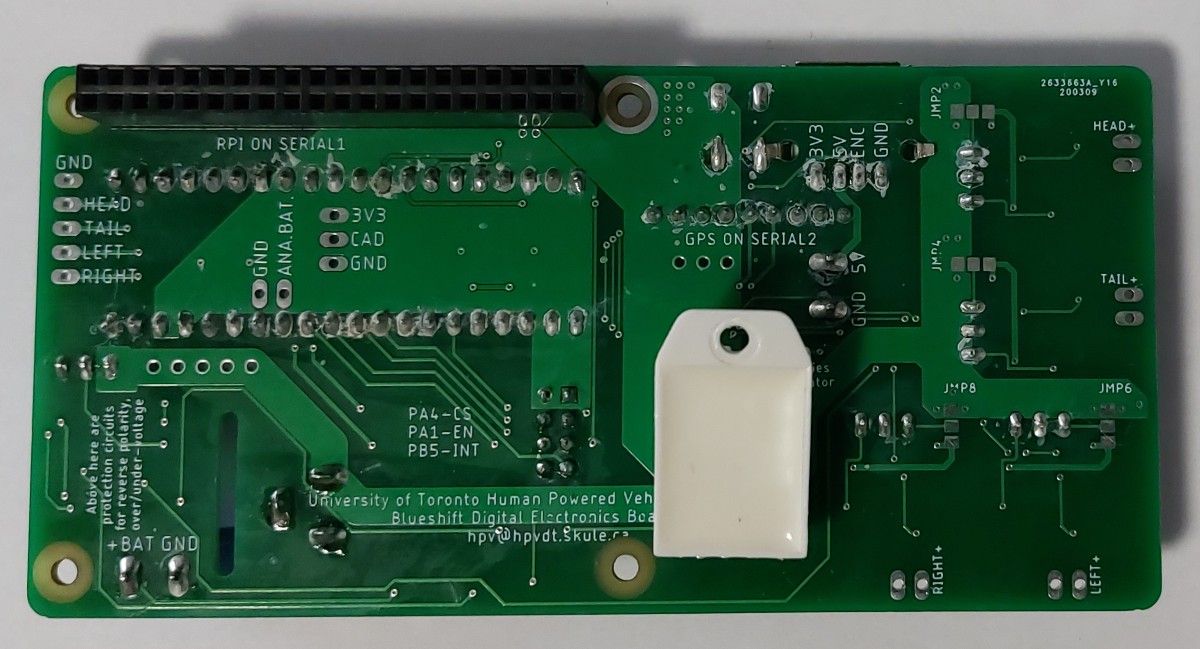 2633663A_Y16
200309
JMP2
HEAD+
RPI ON SERIAL1
3V3
5V
ENC
GND
GND
HEAD
TAIL
LEFT
RIGHT
GND
ANA.BAT.
3V3
CAD
GND
GPS ON SERIAL2
5V
GND
JMP4
TAIL+
JMP8
JMP6
PA4-CS
PA1-EN
PB5-INT
Above here are
protection circuits
for reverse polarity,
over/under-voltage
+BAT GND
University of Toronto Human Powered
Blueshift Digital Electronics
hpv@hpvdt.skule.ca
RIGHT+
LEFT+